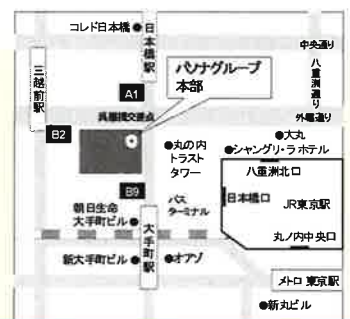 コレド日本橋
日本橋駅
中央通り
三越前駅
八重洲通り
A1
パソナグループ
本部
呉服橋交差点
外堀通り
B2
丸の内
トラスト
タワー
大丸
シャングリ・ラ ホテル
八重洲北口
B9
日本橋口
JR東京駅
朝日生命
大手町ビル
バス
ターミナル
大手町駅
丸ノ内中央口
新大手町ビル
オアゾ
メトロ 東京駅
新丸ビル